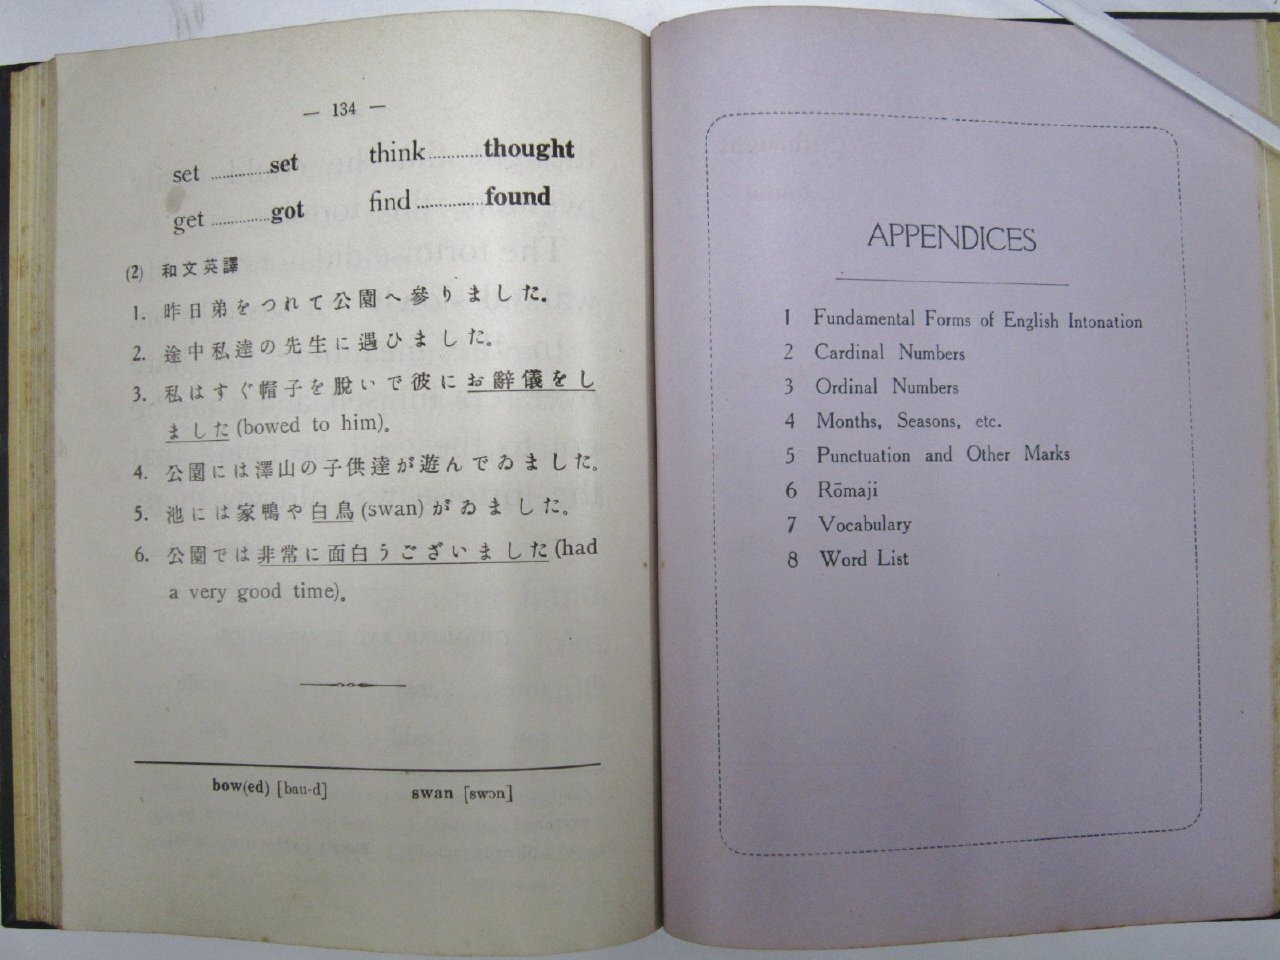 — 134 —
set ............... set think ............ thought
get ............... got find ............... found
(2) 和文英譯
1. 昨日弟をつれて公園へ參りました。
2. 途中私達の先生に遇ひました。
3. 私はすぐ帽子を脫いで彼にお辭儀をし
ました (bowed to him)。
4. 公園には澤山の子供達が遊んでゐました。
5. 池には家鴨や白鳥 (swan) がゐました。
6. 公園では非常に面白うございました (had
a very good time)。
bow(ed) [bau-d] swan [swɔn]
APPENDICES
1 Fundamental Forms of English Intonation
2 Cardinal Numbers
3 Ordinal Numbers
4 Months, Seasons, etc.
5 Punctuation and Other Marks
6 Rōmaji
7 Vocabulary
8 Word List